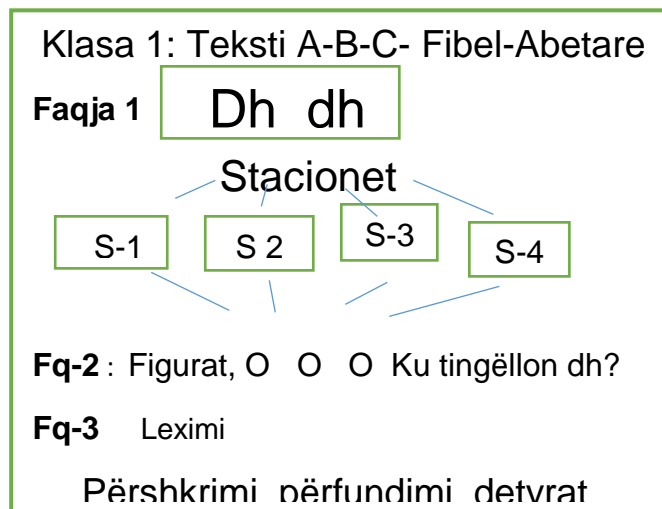 Klasa 1: Teksti A-B-C- Fibel-Abetare
Faqja 1 Dh dh
Stacionet
S-1 S 2 S-3 S-4
Fq-2 : Figurat, O O O Ku tingëllon dh?
Fq-3 Leximi
Përshkrimi përfundimi detyrat